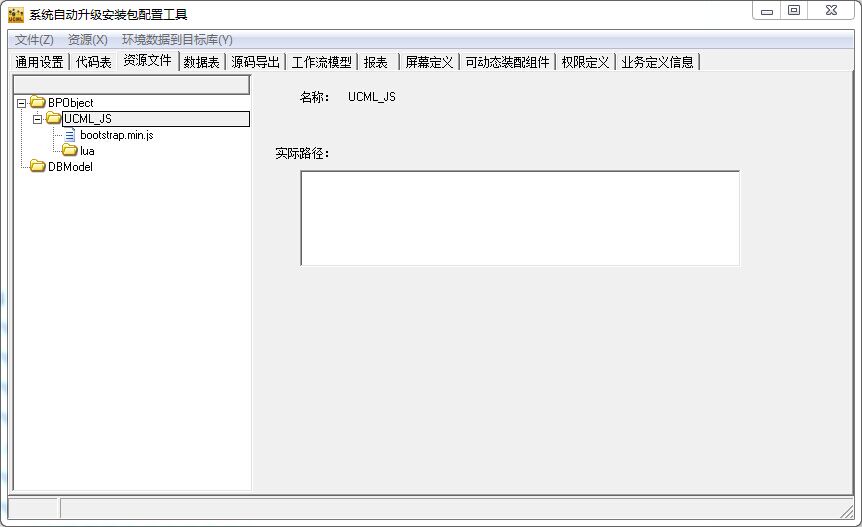 系统自动升级安装包配置工具
文件(Z) 资源(X) 环境数据到目标库(Y)
通用设置 代码表 资源文件 数据表 源码导出 工作流模型 报表 屏幕定义 可动态装配组件 权限定义 业务定义信息
BPObject
UCML_JS
bootstrap.min.js
lua
DBModel
名称: UCML_JS
实际路径: